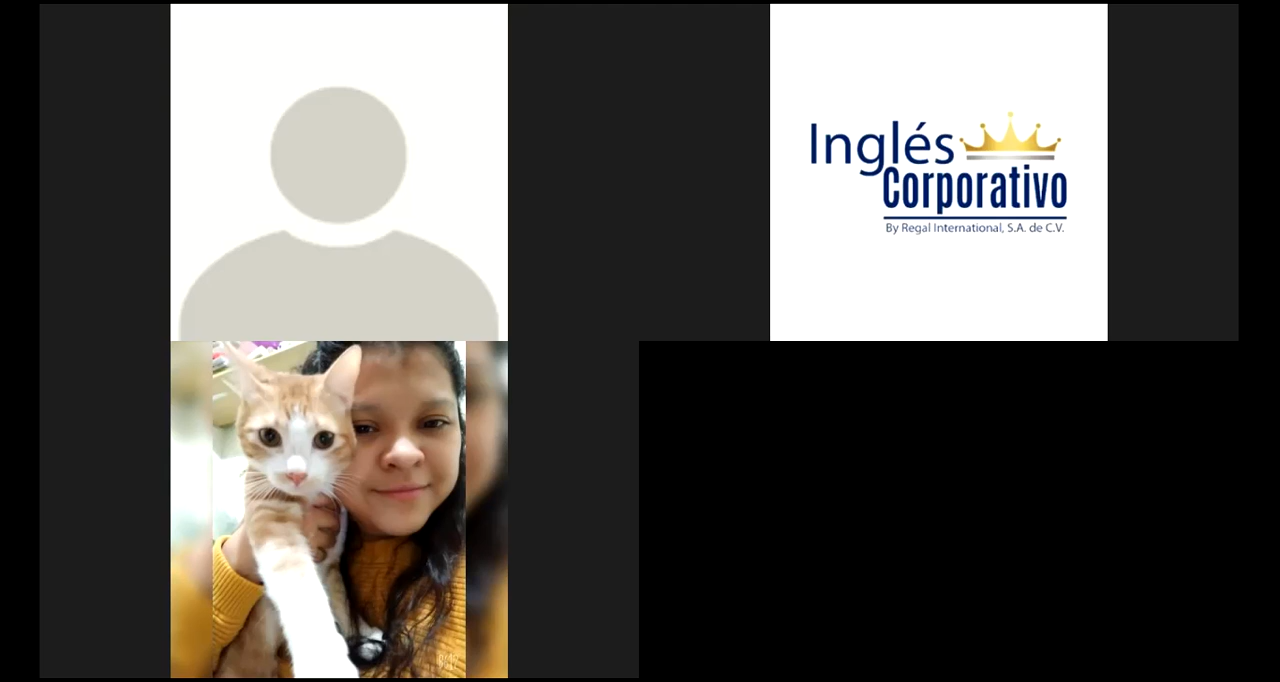 Inglés
Corporativo
By Regal International, S.A. de C.V.